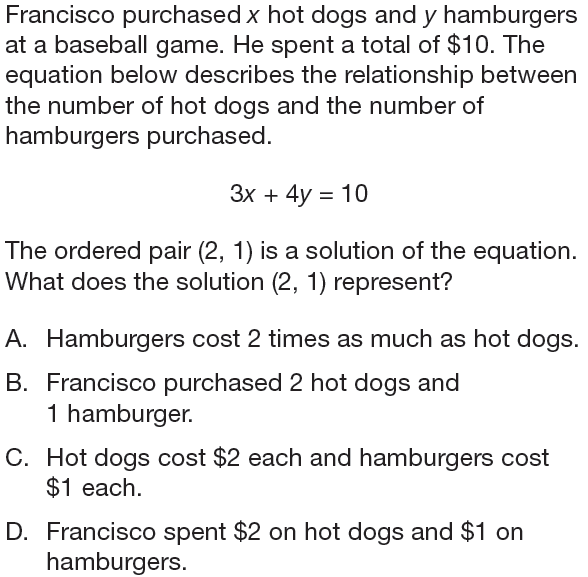 Francisco purchased x hot dogs and y hamburgers
at a baseball game. He spent a total of $10. The
equation below describes the relationship between
the number of hot dogs and the number of
hamburgers purchased.
3x + 4y = 10
The ordered pair (2, 1) is a solution of the equation.
What does the solution (2, 1) represent?
A. Hamburgers cost 2 times as much as hot dogs.
B. Francisco purchased 2 hot dogs and
1 hamburger.
C. Hot dogs cost $2 each and hamburgers cost
$1 each.
D. Francisco spent $2 on hot dogs and $1 on
hamburgers.